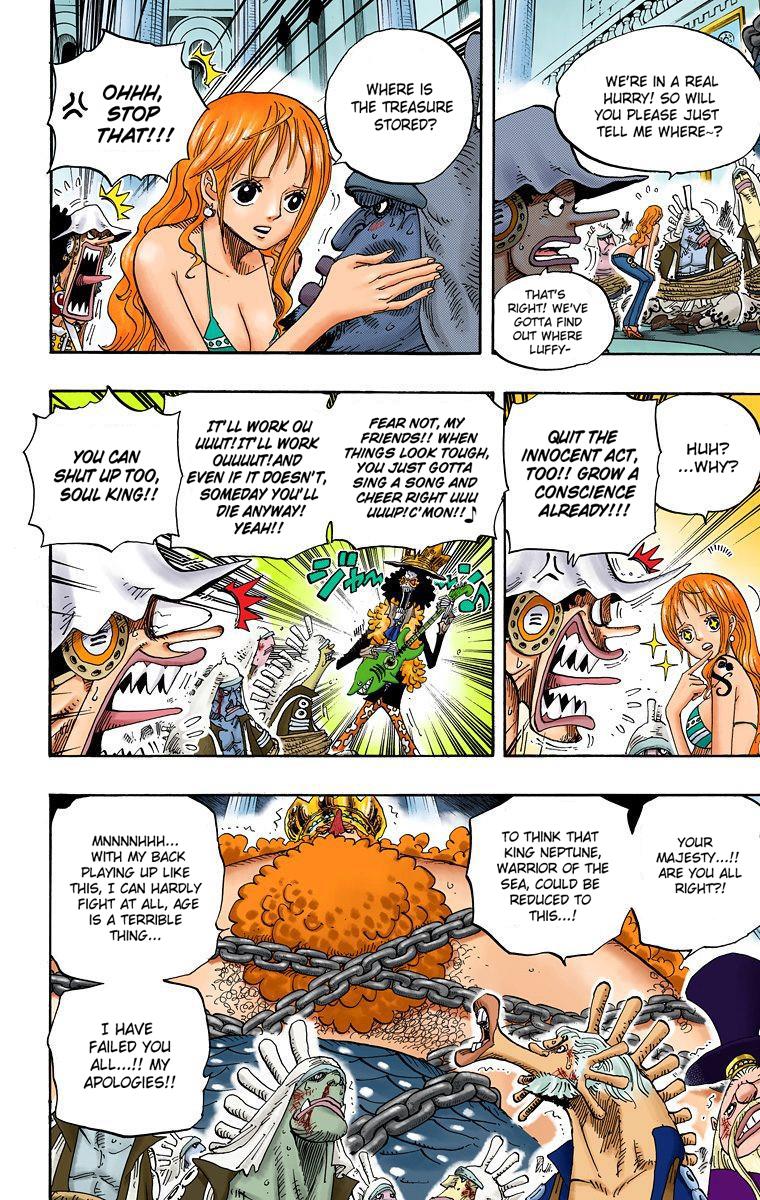 WE'RE IN A REAL
HURRY! SO WILL
YOU PLEASE JUST
TELL ME WHERE~?
THAT'S
RIGHT! WE'VE
GOTTA FIND
OUT WHERE
LUFFY-
WHERE IS
THE TREASURE
STORED?
OHHH,
STOP
THAT!!!
HUH?
...WHY?
QUIT THE
INNOCENT ACT,
TOO!! GROW A
CONSCIENCE
ALREADY!!!
FEAR NOT, MY
FRIENDS!! WHEN
THINGS LOOK TOUGH,
YOU JUST GOTTA
SING A SONG AND
CHEER RIGHT UUU
UUUP!C'MON!!♪
IT'LL WORK OU
UUUT!IT'LL WORK
OUUUUT!AND
EVEN IF IT DOESN'T,
SOMEDAY YOU'LL
DIE ANYWAY!
YEAH!!
ジャーーン♪
YOU CAN
SHUT UP TOO,
SOUL KING!!
YOUR
MAJESTY...!!
ARE YOU ALL
RIGHT?!
TO THINK THAT
KING NEPTUNE,
WARRIOR OF THE
SEA, COULD BE
REDUCED TO
THIS...!
MNNNNHHH...
WITH MY BACK
PLAYING UP LIKE
THIS, I CAN HARDLY
FIGHT AT ALL, AGE
IS A TERRIBLE
THING...
I HAVE
FAILED YOU
ALL...!! MY
APOLOGIES!!